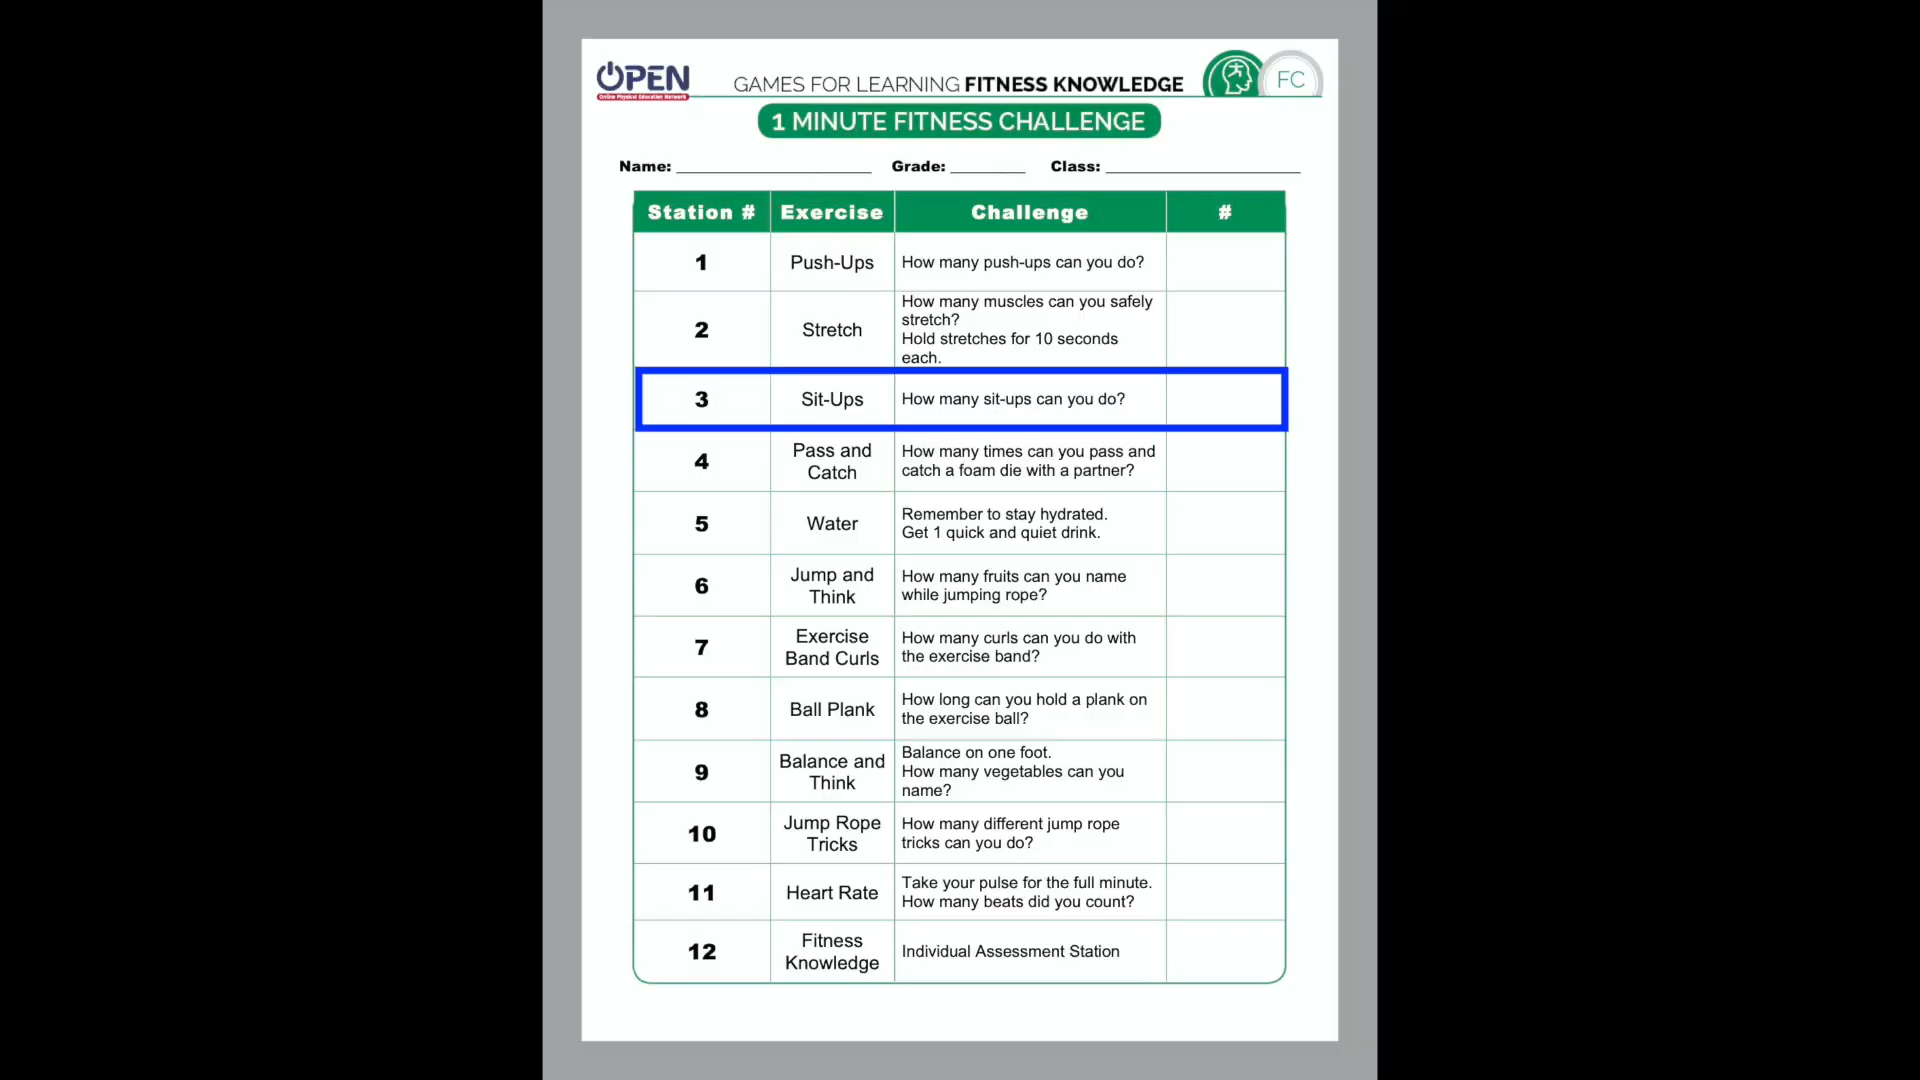 OPEN
Online Physical Education Network
GAMES FOR LEARNING FITNESS KNOWLEDGE
FC
1 MINUTE FITNESS CHALLENGE
Name: Grade: Class:
Station # Exercise Challenge #
1 Push-Ups How many push-ups can you do?
2 Stretch How many muscles can you safely
stretch?
Hold stretches for 10 seconds
each.
3 Sit-Ups How many sit-ups can you do?
4 Pass and
Catch
How many times can you pass and
catch a foam die with a partner?
5 Water
Remember to stay hydrated.
Get 1 quick and quiet drink.
6 Jump and
Think
How many fruits can you name
while jumping rope?
7 Exercise
Band Curls
How many curls can you do with
the exercise band?
8 Ball Plank
How long can you hold a plank on
the exercise ball?
9 Balance and
Think
Balance on one foot.
How many vegetables can you
name?
10 Jump Rope
Tricks
How many different jump rope
tricks can you do?
11 Heart Rate
Take your pulse for the full minute.
How many beats did you count?
12 Fitness
Knowledge
Individual Assessment Station